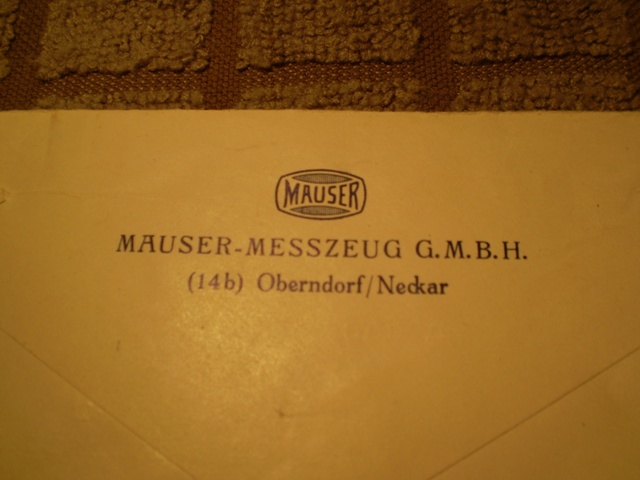 MAUSER
MAUSER-MESSZEUG G.M.B.H.
(14b) Oberndorf/Neckar